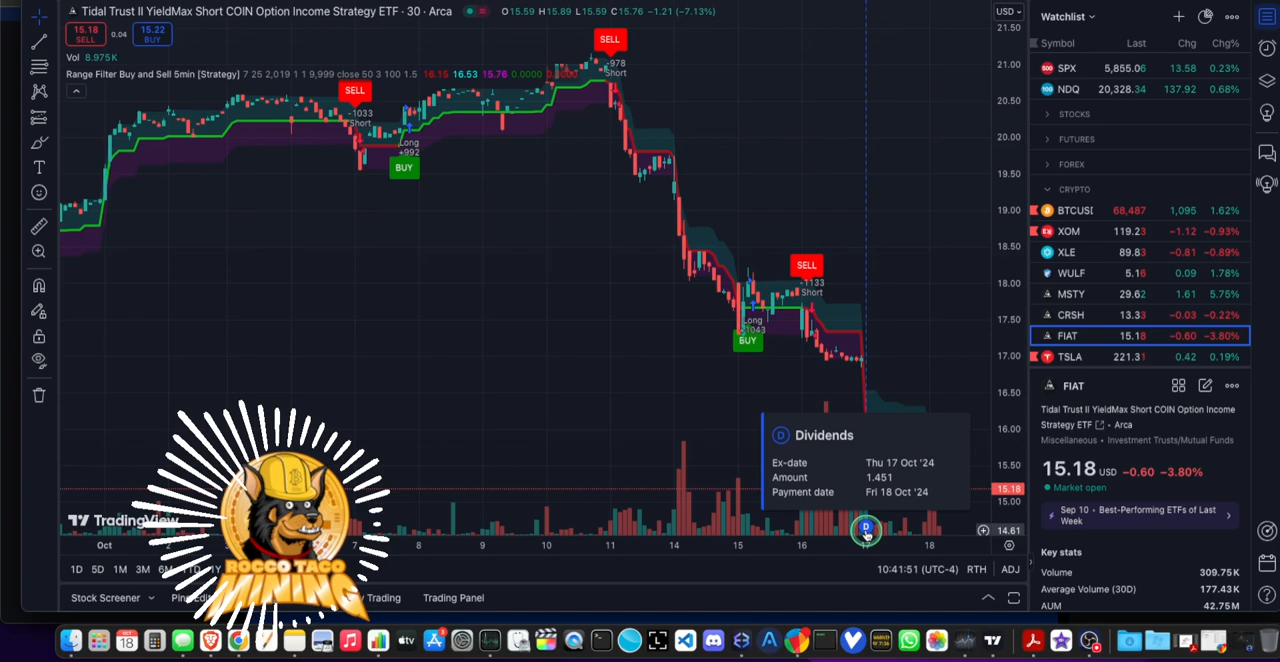 Tidal Trust II YieldMax Short COIN Option Income Strategy ETF · 30 · Arca
O15.59 H15.89 L15.59 C15.76 −1.21 (−7.13%)
15.18
SELL
0.04
15.22
BUY
Vol 8.975K
Range Filter Buy and Sell 5min [Strategy] 7 25 2,019 1 1 9,999 close 50 3 100 1.5 16.15 16.53 15.76 0.0000
SELL
-1033
Short
Long
+992
BUY
SELL
-978
Short
Long
BUY
SELL
-1133
Short
USD
21.50
21.00
20.50
20.00
19.50
19.00
18.50
18.00
17.50
17.00
16.50
16.00
15.50
15.18
15.00
14.61
D Dividends
Ex-date Thu 17 Oct '24
Amount 1.451
Payment date Fri 18 Oct '24
D
TradingView
Oct 7 8 9 10 11 14 15 16 17 18
1D 5D 1M 3M 6M
10:41:51 (UTC-4) RTH ADJ
Stock Screener
Trading
Trading Panel
ROCCO TACO
MINING
Watchlist
Symbol Last Chg Chg%
SPX 5,855.06 13.58 0.23%
NDQ 20,328.34 137.92 0.68%
STOCKS
FUTURES
FOREX
CRYPTO
BTCUSI 68,487 1,095 1.62%
XOM 119.23 −1.12 −0.93%
XLE 89.83 −0.81 −0.89%
WULF 5.16 0.09 1.78%
MSTY 29.62 1.61 5.75%
CRSH 13.33 −0.03 −0.22%
FIAT 15.18 −0.60 −3.80%
TSLA 221.31 0.42 0.19%
FIAT
Tidal Trust II YieldMax Short COIN Option Income
Strategy ETF · Arca
Miscellaneous • Investment Trusts/Mutual Funds
15.18 USD −0.60 −3.80%
Market open
Sep 10 • Best-Performing ETFs of Last
Week
Key stats
Volume 309.75K
Average Volume (30D) 177.43K
AUM 42.75M